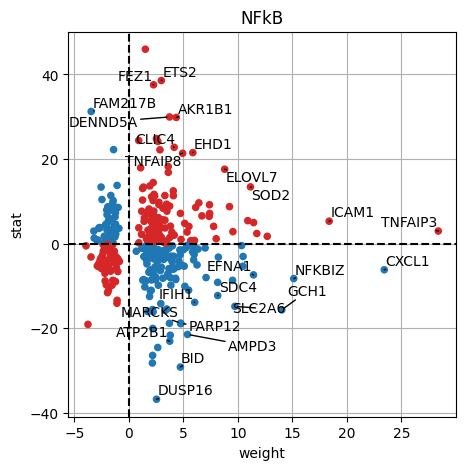 NFkB
40
20
0
−20
−40
stat
FEZ1
ETS2
FAM217B
DENND5A
AKR1B1
CLIC4
EHD1
TNFAIP8
ELOVL7
SOD2
ICAM1
TNFAIP3
EFNA1
NFKBIZ
CXCL1
IFIH1
SDC4
GCH1
MARCKS
SLC2A6
ATP2B1
PARP12
AMPD3
BID
DUSP16
−5
0
5
10
15
20
25
30
weight